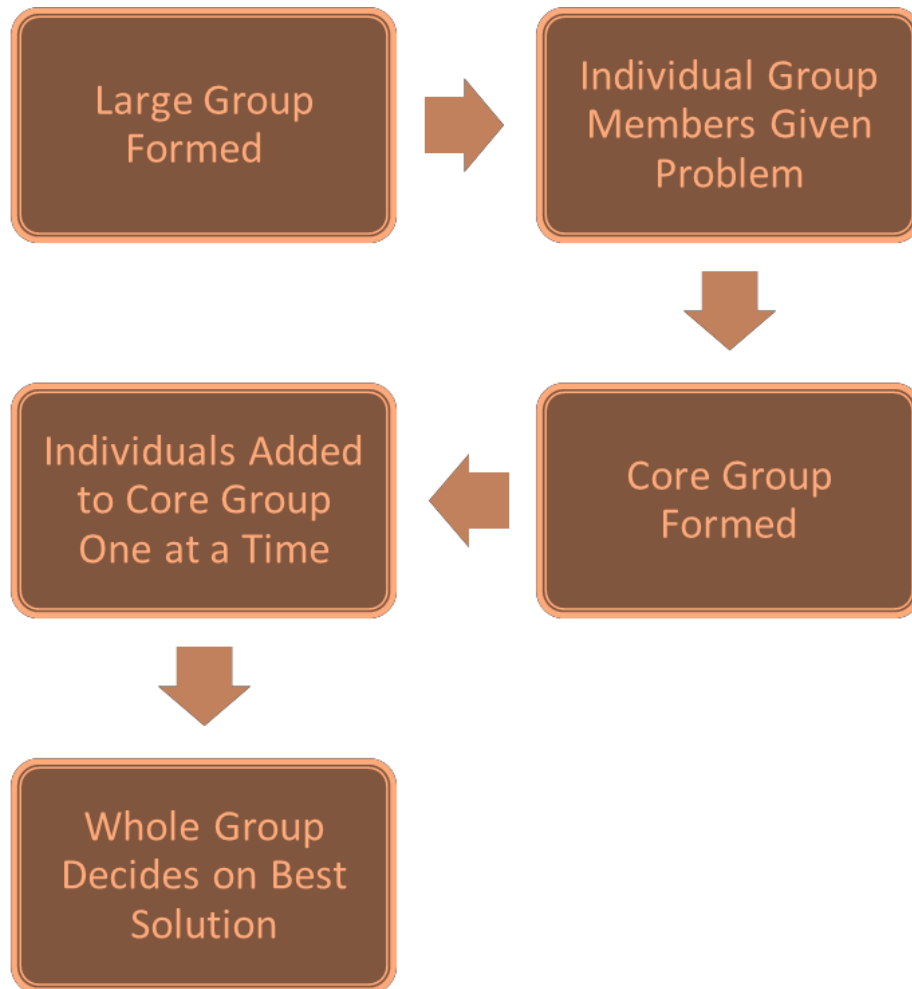 Large Group
Formed
Individual Group
Members Given
Problem
Core Group
Formed
Individuals Added
to Core Group
One at a Time
Whole Group
Decides on Best
Solution